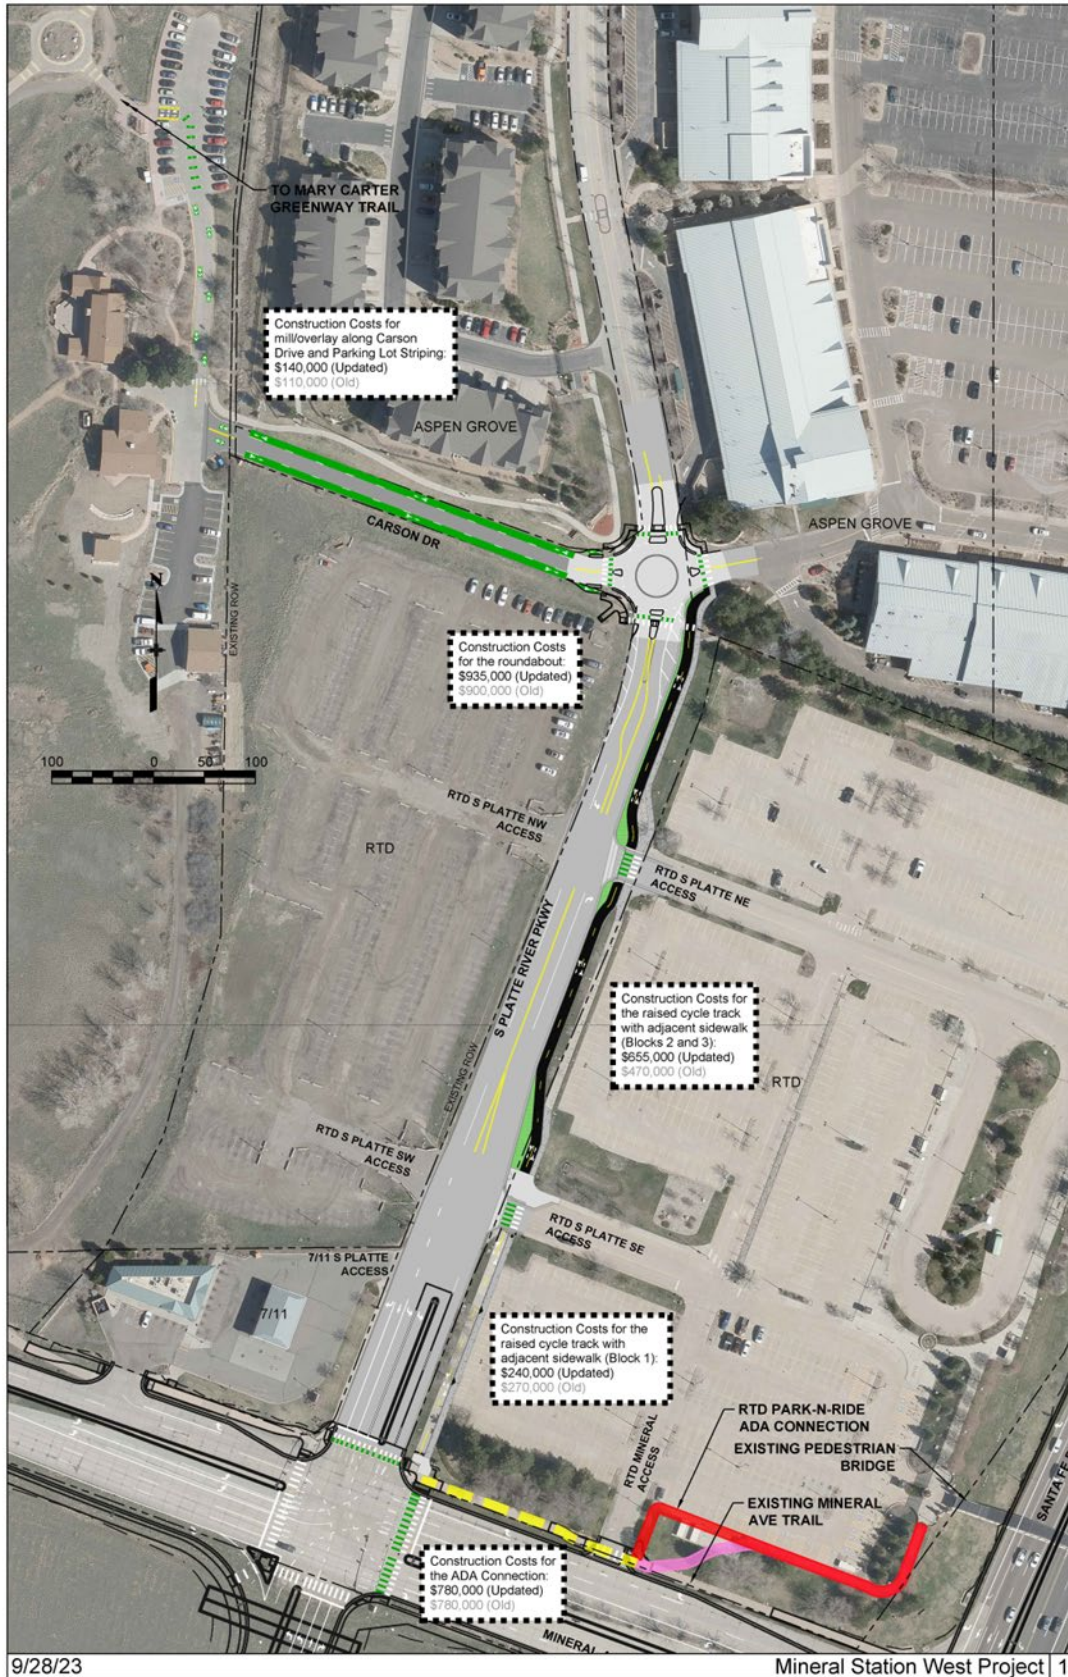 TO MARY CARTER
GREENWAY TRAIL
Construction Costs for
mill/overlay along Carson
Drive and Parking Lot Striping:
$140,000 (Updated)
$110,000 (Old)
ASPEN GROVE
CARSON DR
ASPEN GROVE
N
EXISTING ROW
Construction Costs
for the roundabout:
$935,000 (Updated)
$900,000 (Old)
100
0
50
100
RTD S PLATTE NW
ACCESS
RTD
RTD S PLATTE NE
ACCESS
S PLATTE RIVER PKWY
Construction Costs for
the raised cycle track
with adjacent sidewalk
(Blocks 2 and 3):
$655,000 (Updated)
$470,000 (Old)
RTD
EXISTING ROW
RTD S PLATTE SW
ACCESS
RTD S PLATTE SE
ACCESS
7/11 S PLATTE
ACCESS
7/11
Construction Costs for the
raised cycle track with
adjacent sidewalk (Block 1):
$240,000 (Updated)
$270,000 (Old)
RTD PARK-N-RIDE
ADA CONNECTION
EXISTING PEDESTRIAN
BRIDGE
RTD MINERAL
ACCESS
EXISTING MINERAL
AVE TRAIL
SANTA FE
Construction Costs for
the ADA Connection:
$780,000 (Updated)
$780,000 (Old)
MINERAL
9/28/23
Mineral Station West Project
1